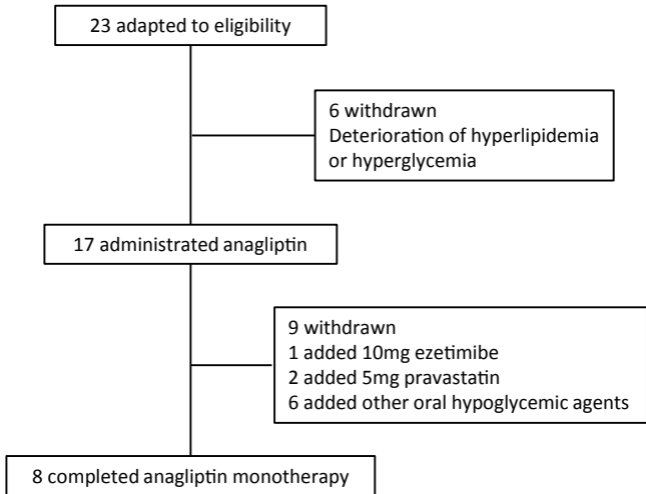 23 adapted to eligibility
6 withdrawn
Deterioration of hyperlipidemia
or hyperglycemia
17 administrated anagliptin
9 withdrawn
1 added 10mg ezetimibe
2 added 5mg pravastatin
6 added other oral hypoglycemic agents
8 completed anagliptin monotherapy